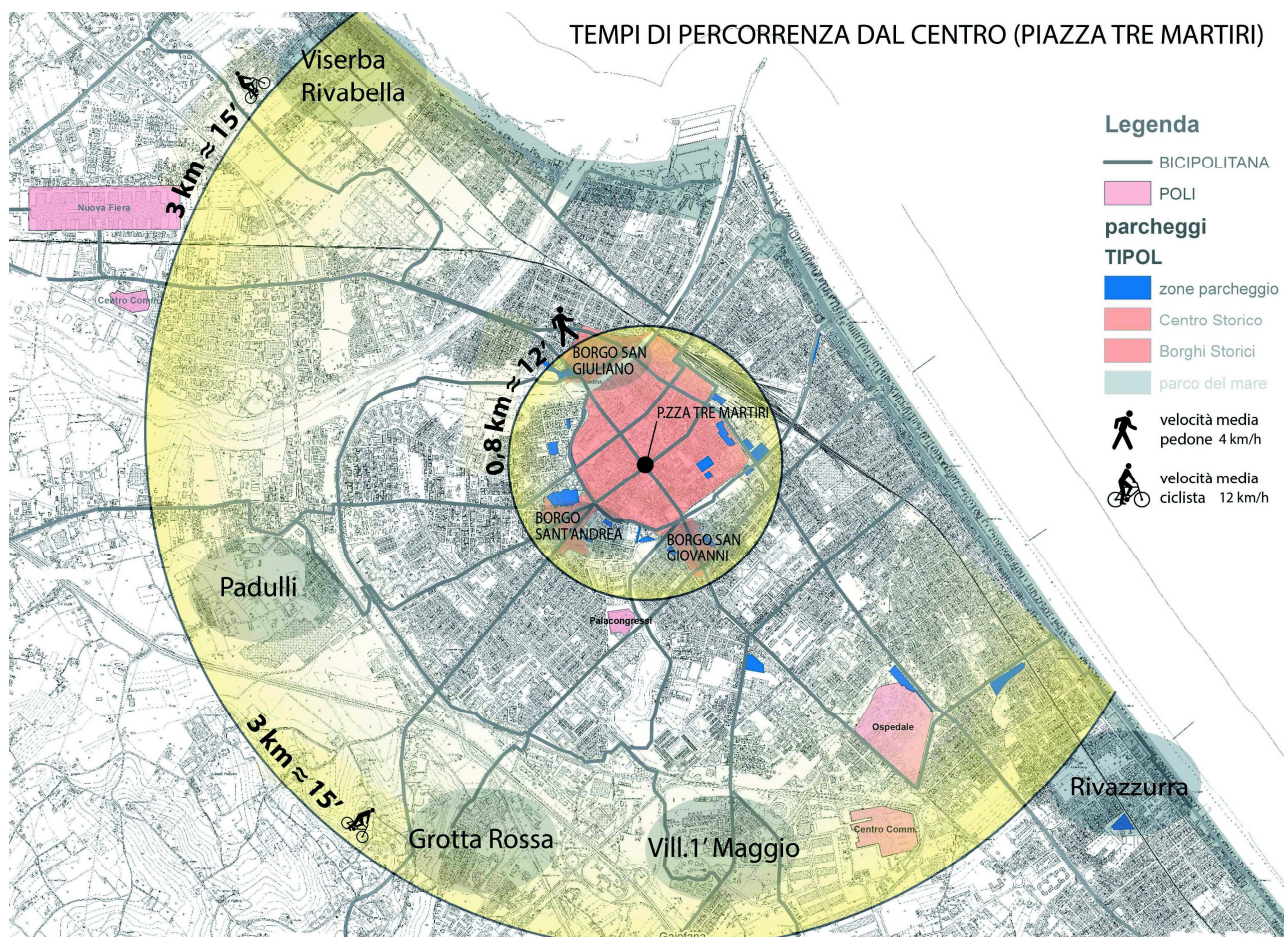 TEMPI DI PERCORRENZA DAL CENTRO (PIAZZA TRE MARTIRI)
Viserba
Rivabella
3 km ≈ 15'
Nuova Fiera
Centro Comm.
0,8 km ≈ 12'
BORGO SAN
GIULIANO
P.ZZA TRE MARTIRI
BORGO
SANT'ANDREA
BORGO SAN
GIOVANNI
Padulli
Palacongressi
Ospedale
3 km ≈ 15'
Grotta Rossa
Vill.1' Maggio
Centro Comm.
Rivazzurra
Gaiofana
Legenda
BICIPOLITANA
POLI
parcheggi
TIPOL
zone parcheggio
Centro Storico
Borghi Storici
parco del mare
velocità media
pedone 4 km/h
velocità media
ciclista 12 km/h